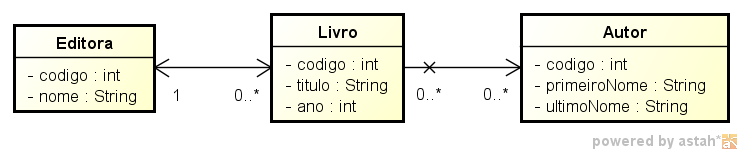 Editora
- codigo : int
- nome : String
1
0..*
Livro
- codigo : int
- titulo : String
- ano : int
0..*
0..*
Autor
- codigo : int
- primeiroNome : String
- ultimoNome : String
powered by astah*